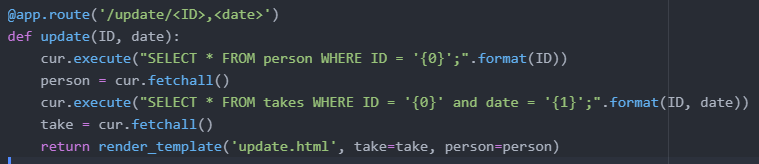 @app.route('/update/<ID>,<date>')
def update(ID, date):
    cur.execute("SELECT * FROM person WHERE ID = '{0}';".format(ID))
    person = cur.fetchall()
    cur.execute("SELECT * FROM takes WHERE ID = '{0}' and date = '{1}';".format(ID, date))
    take = cur.fetchall()
    return render_template('update.html', take=take, person=person)